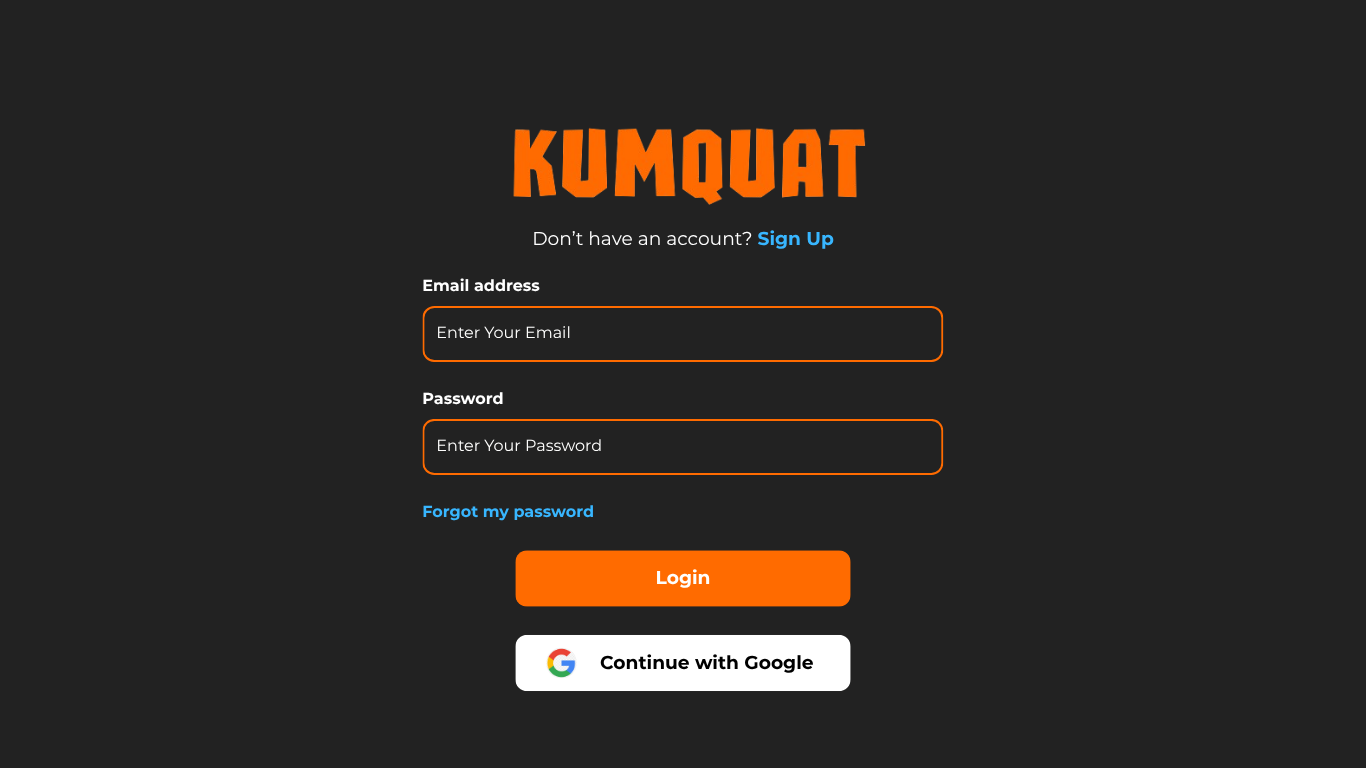 KUMQUAT
Don’t have an account? Sign Up
Email address
Enter Your Email
Password
Enter Your Password
Forgot my password
Login
Continue with Google